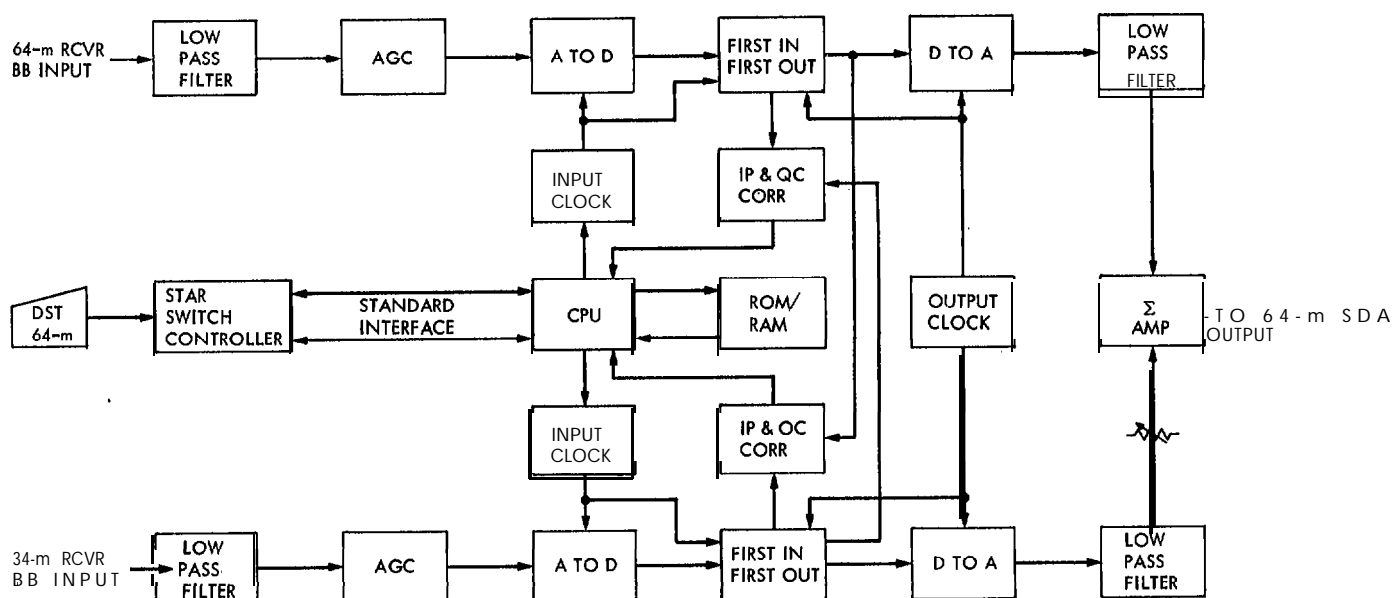 64-m RCVR
BB INPUT
LOW
PASS
FILTER
AGC
A TO D
FIRST IN
FIRST OUT
D TO A
LOW
PASS
FILTER
INPUT
CLOCK
IP & QC
CORR
DST
64-m
STAR
SWITCH
CONTROLLER
STANDARD
INTERFACE
CPU
ROM/
RAM
OUTPUT
CLOCK
Σ
AMP
-TO 64-m SDA
OUTPUT
INPUT
CLOCK
IP & OC
CORR
34-m RCVR
BB INPUT
LOW
PASS
FILTER
AGC
A TO D
FIRST IN
FIRST OUT
D TO A
LOW
PASS
FILTER